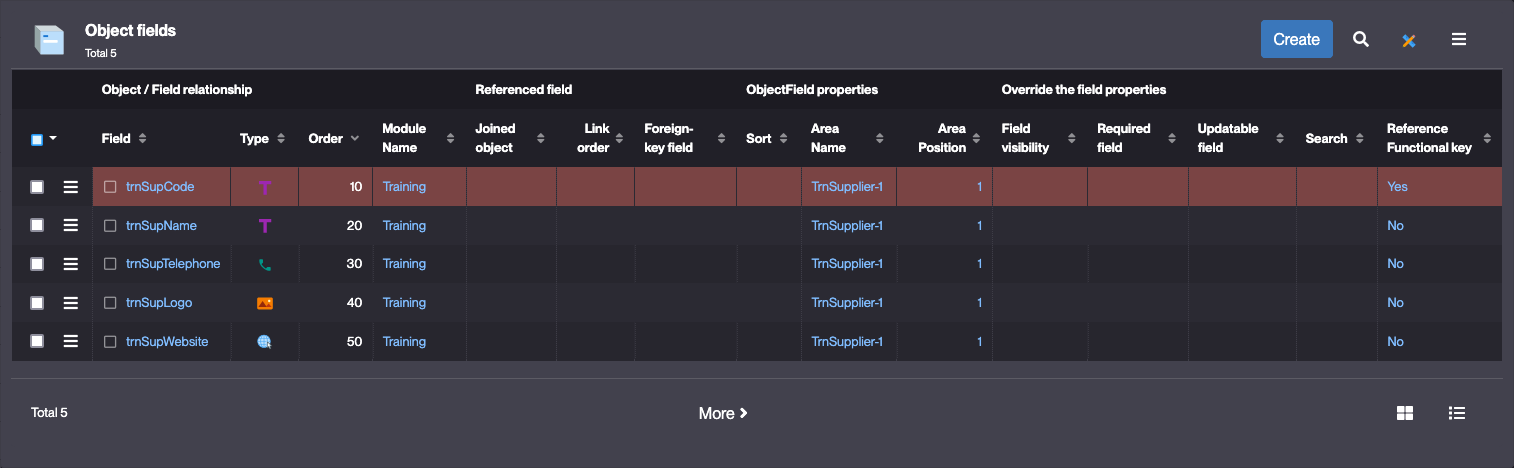 Object fields
Total 5
Create
Object / Field relationship Referenced field ObjectField properties Override the field properties
Field Type Order Module Name Joined object Link order Foreign-key field Sort Area Name Area Position Field visibility Required field Updatable field Search Reference Functional key
trnSupCode T 10 Training TrnSupplier-1 1 Yes
trnSupName T 20 Training TrnSupplier-1 1 No
trnSupTelephone 30 Training TrnSupplier-1 1 No
trnSupLogo 40 Training TrnSupplier-1 1 No
trnSupWebsite 50 Training TrnSupplier-1 1 No
Total 5 More